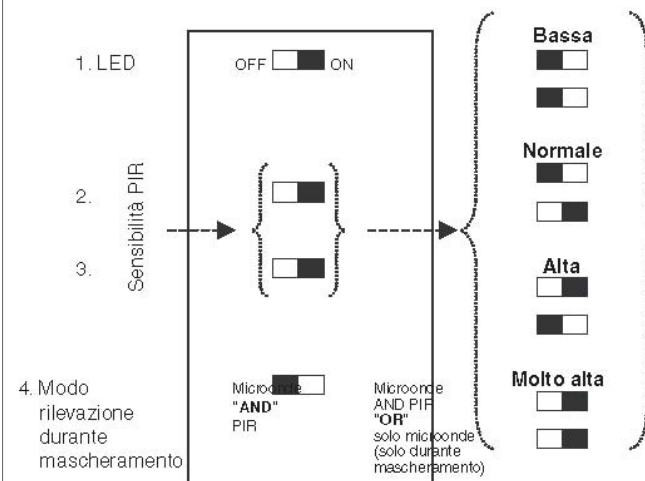 1. LED
OFF ON
2.
3.
Sensibilità PIR
4. Modo
rilevazione
durante
mascheramento
Microonde
"AND"
PIR
Microonde
AND PIR
"OR"
solo microonde
(solo durante
mascheramento)
Bassa
Normale
Alta
Molto alta